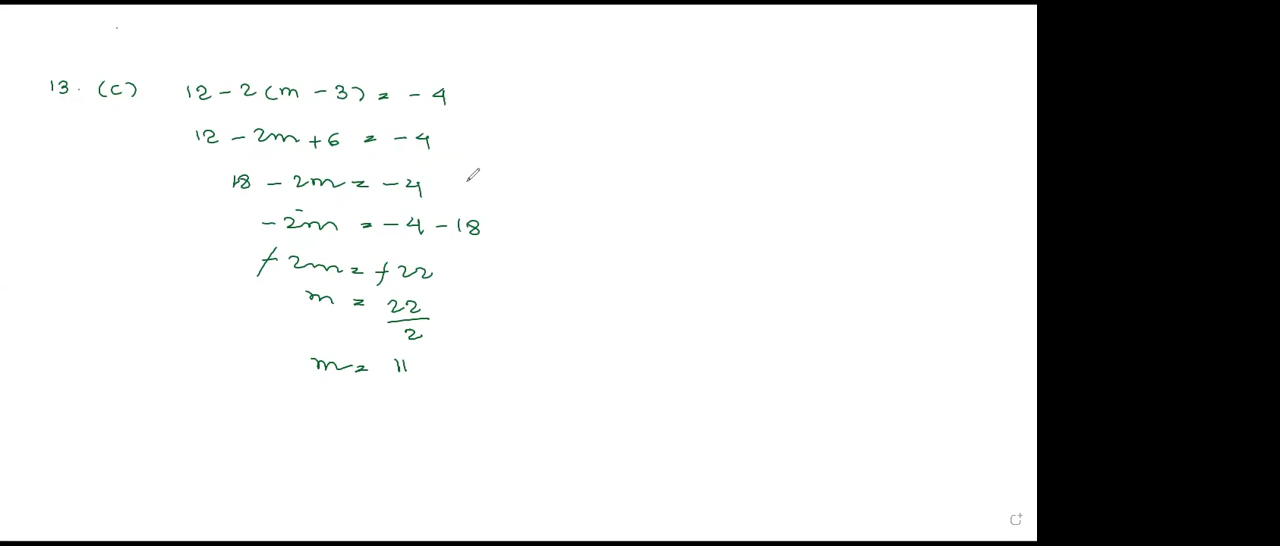 13. (c) 12 - 2(m - 3) = - 4
12 - 2m + 6 = - 4
18 - 2m = - 4
- 2m = - 4 - 18
- 2m = - 22
m = 22/2
m = 11